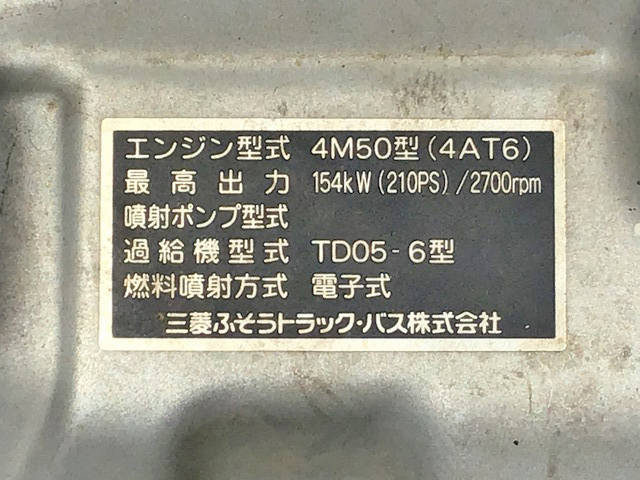 エンジン型式 4M50型(4AT6)
最高出力 154kW(210PS)/2700rpm
噴射ポンプ型式
過給機型式 TD05-6型
燃料噴射方式 電子式
三菱ふそうトラック・バス株式会社